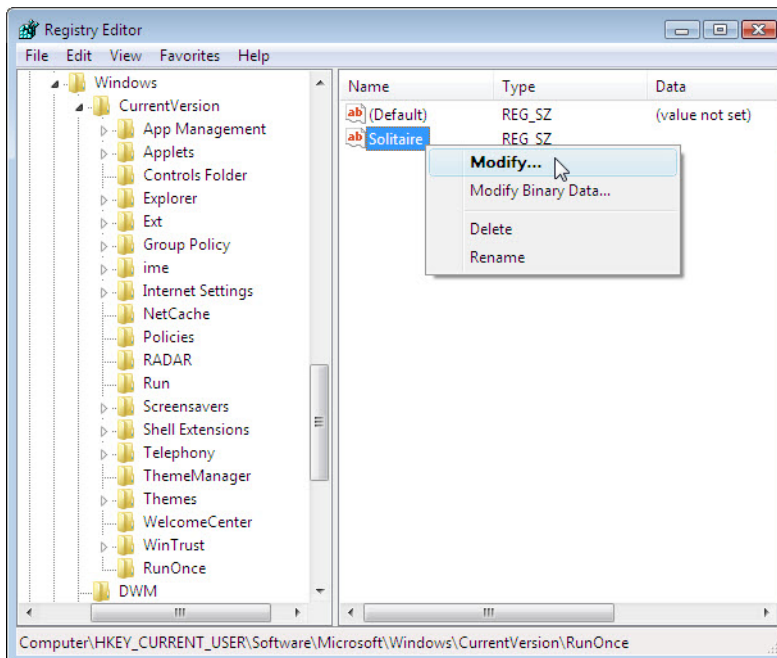 Registry Editor
File Edit View Favorites Help
Windows
CurrentVersion
App Management
Applets
Controls Folder
Explorer
Ext
Group Policy
ime
Internet Settings
NetCache
Policies
RADAR
Run
Screensavers
Shell Extensions
Telephony
ThemeManager
Themes
WelcomeCenter
WinTrust
RunOnce
DWM
Name Type Data
ab (Default) REG_SZ (value not set)
ab Solitaire REG_SZ
Modify...
Modify Binary Data...
Delete
Rename
Computer\HKEY_CURRENT_USER\Software\Microsoft\Windows\CurrentVersion\RunOnce